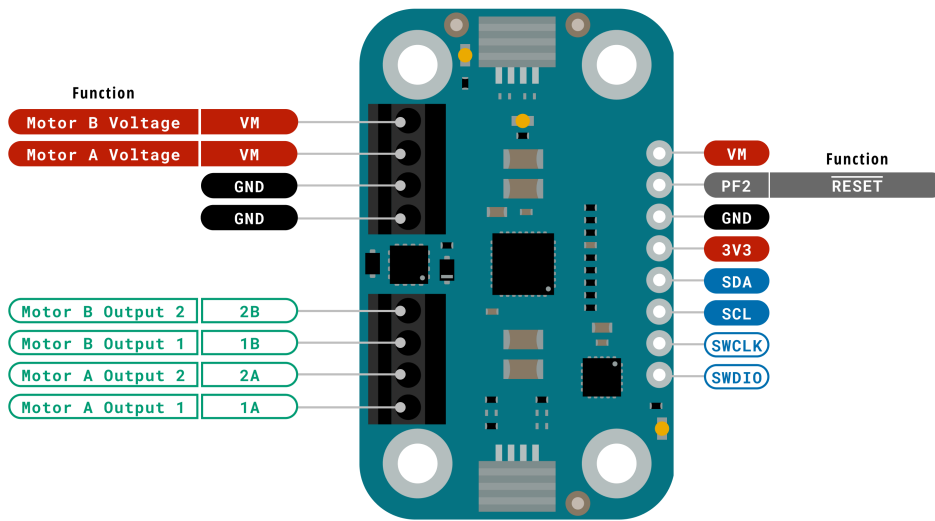 Function
Motor B Voltage VM
Motor A Voltage VM
GND
GND
Motor B Output 2 2B
Motor B Output 1 1B
Motor A Output 2 2A
Motor A Output 1 1A
Function
VM
PF2 RESET
GND
3V3
SDA
SCL
SWCLK
SWDIO